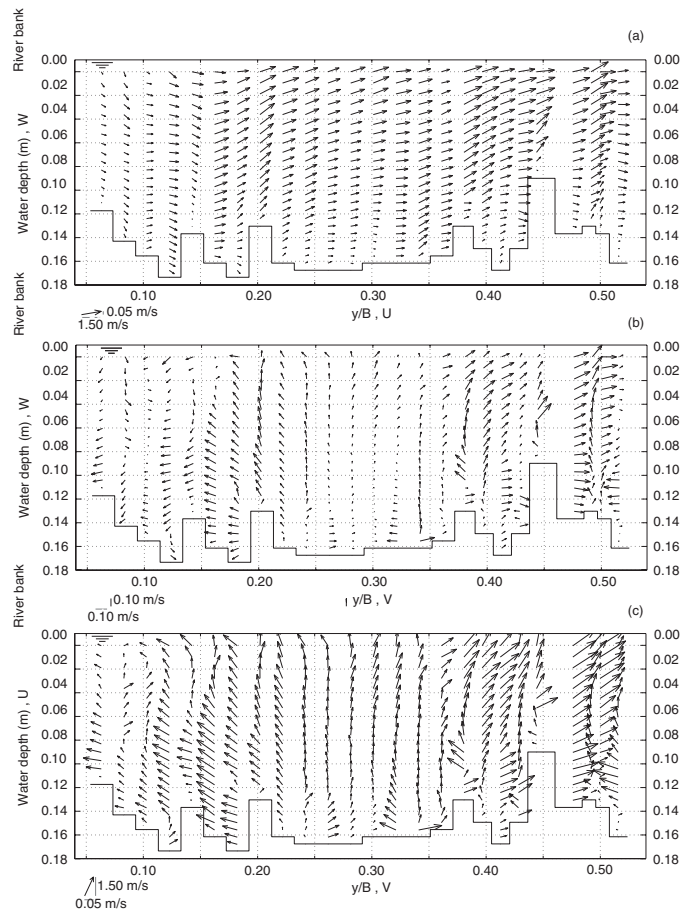 (a)
River bank
0.00 0.00
0.02 0.02
0.04 0.04
0.06 0.06
0.08 0.08
0.10 0.10
0.12 0.12
0.14 0.14
0.16 0.16
0.18 0.18
Water depth (m) , W
0.10 0.20 0.30 0.40 0.50
y/B , U
0.05 m/s
1.50 m/s
River bank
(b)
0.00 0.00
0.02 0.02
0.04 0.04
0.06 0.06
0.08 0.08
0.10 0.10
0.12 0.12
0.14 0.14
0.16 0.16
0.18 0.18
Water depth (m) , W
0.10 0.20 0.30 0.40 0.50
y/B , V
0.10 m/s
0.10 m/s
River bank
(c)
0.00 0.00
0.02 0.02
0.04 0.04
0.06 0.06
0.08 0.08
0.10 0.10
0.12 0.12
0.14 0.14
0.16 0.16
0.18 0.18
Water depth (m) , U
0.10 0.20 0.30 0.40 0.50
y/B , V
1.50 m/s
0.05 m/s